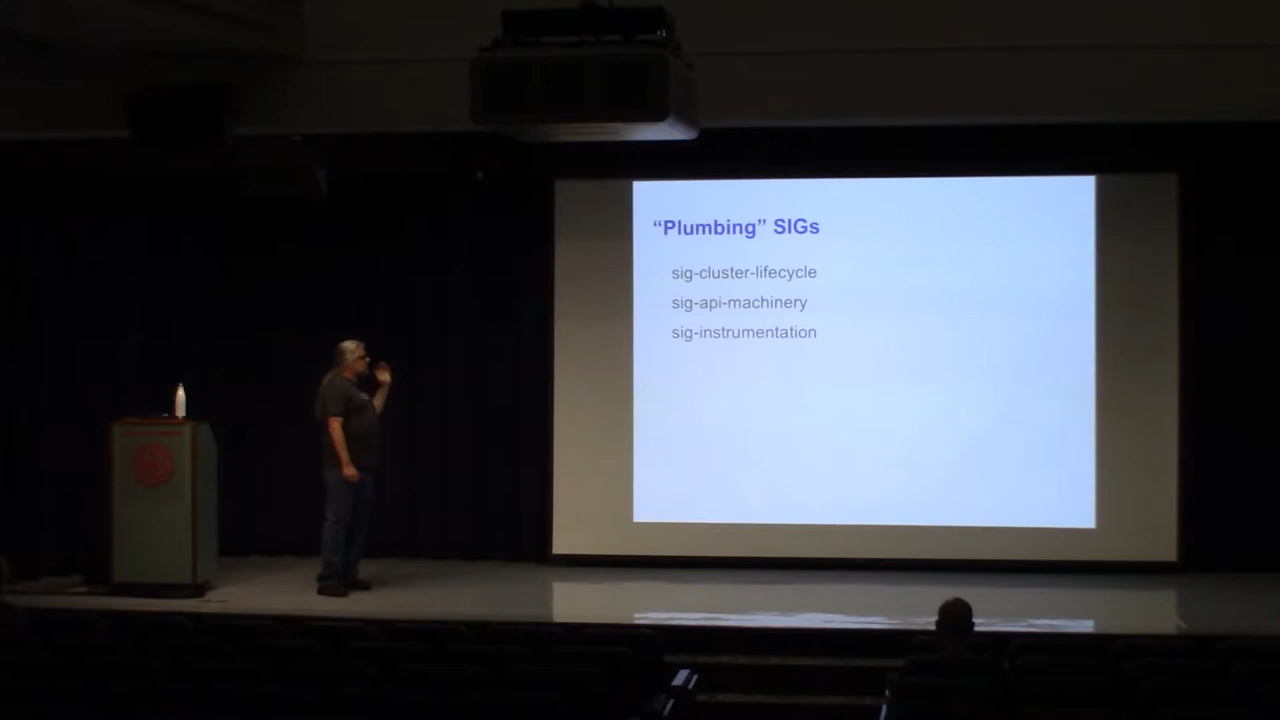 “Plumbing” SIGs
sig-cluster-lifecycle
sig-api-machinery
sig-instrumentation